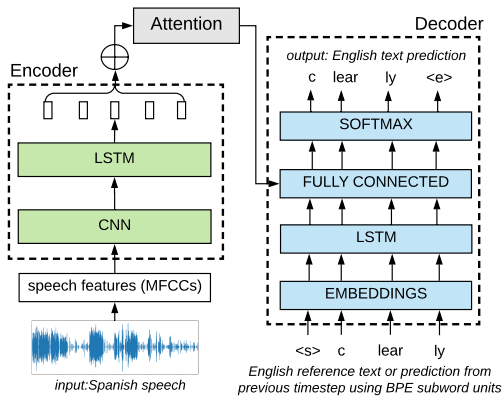 Attention
Decoder
output: English text prediction
c lear ly <e>
SOFTMAX
FULLY CONNECTED
LSTM
EMBEDDINGS
<s> c lear ly
English reference text or prediction from
previous timestep using BPE subword units
Encoder
LSTM
CNN
speech features (MFCCs)
input:Spanish speech